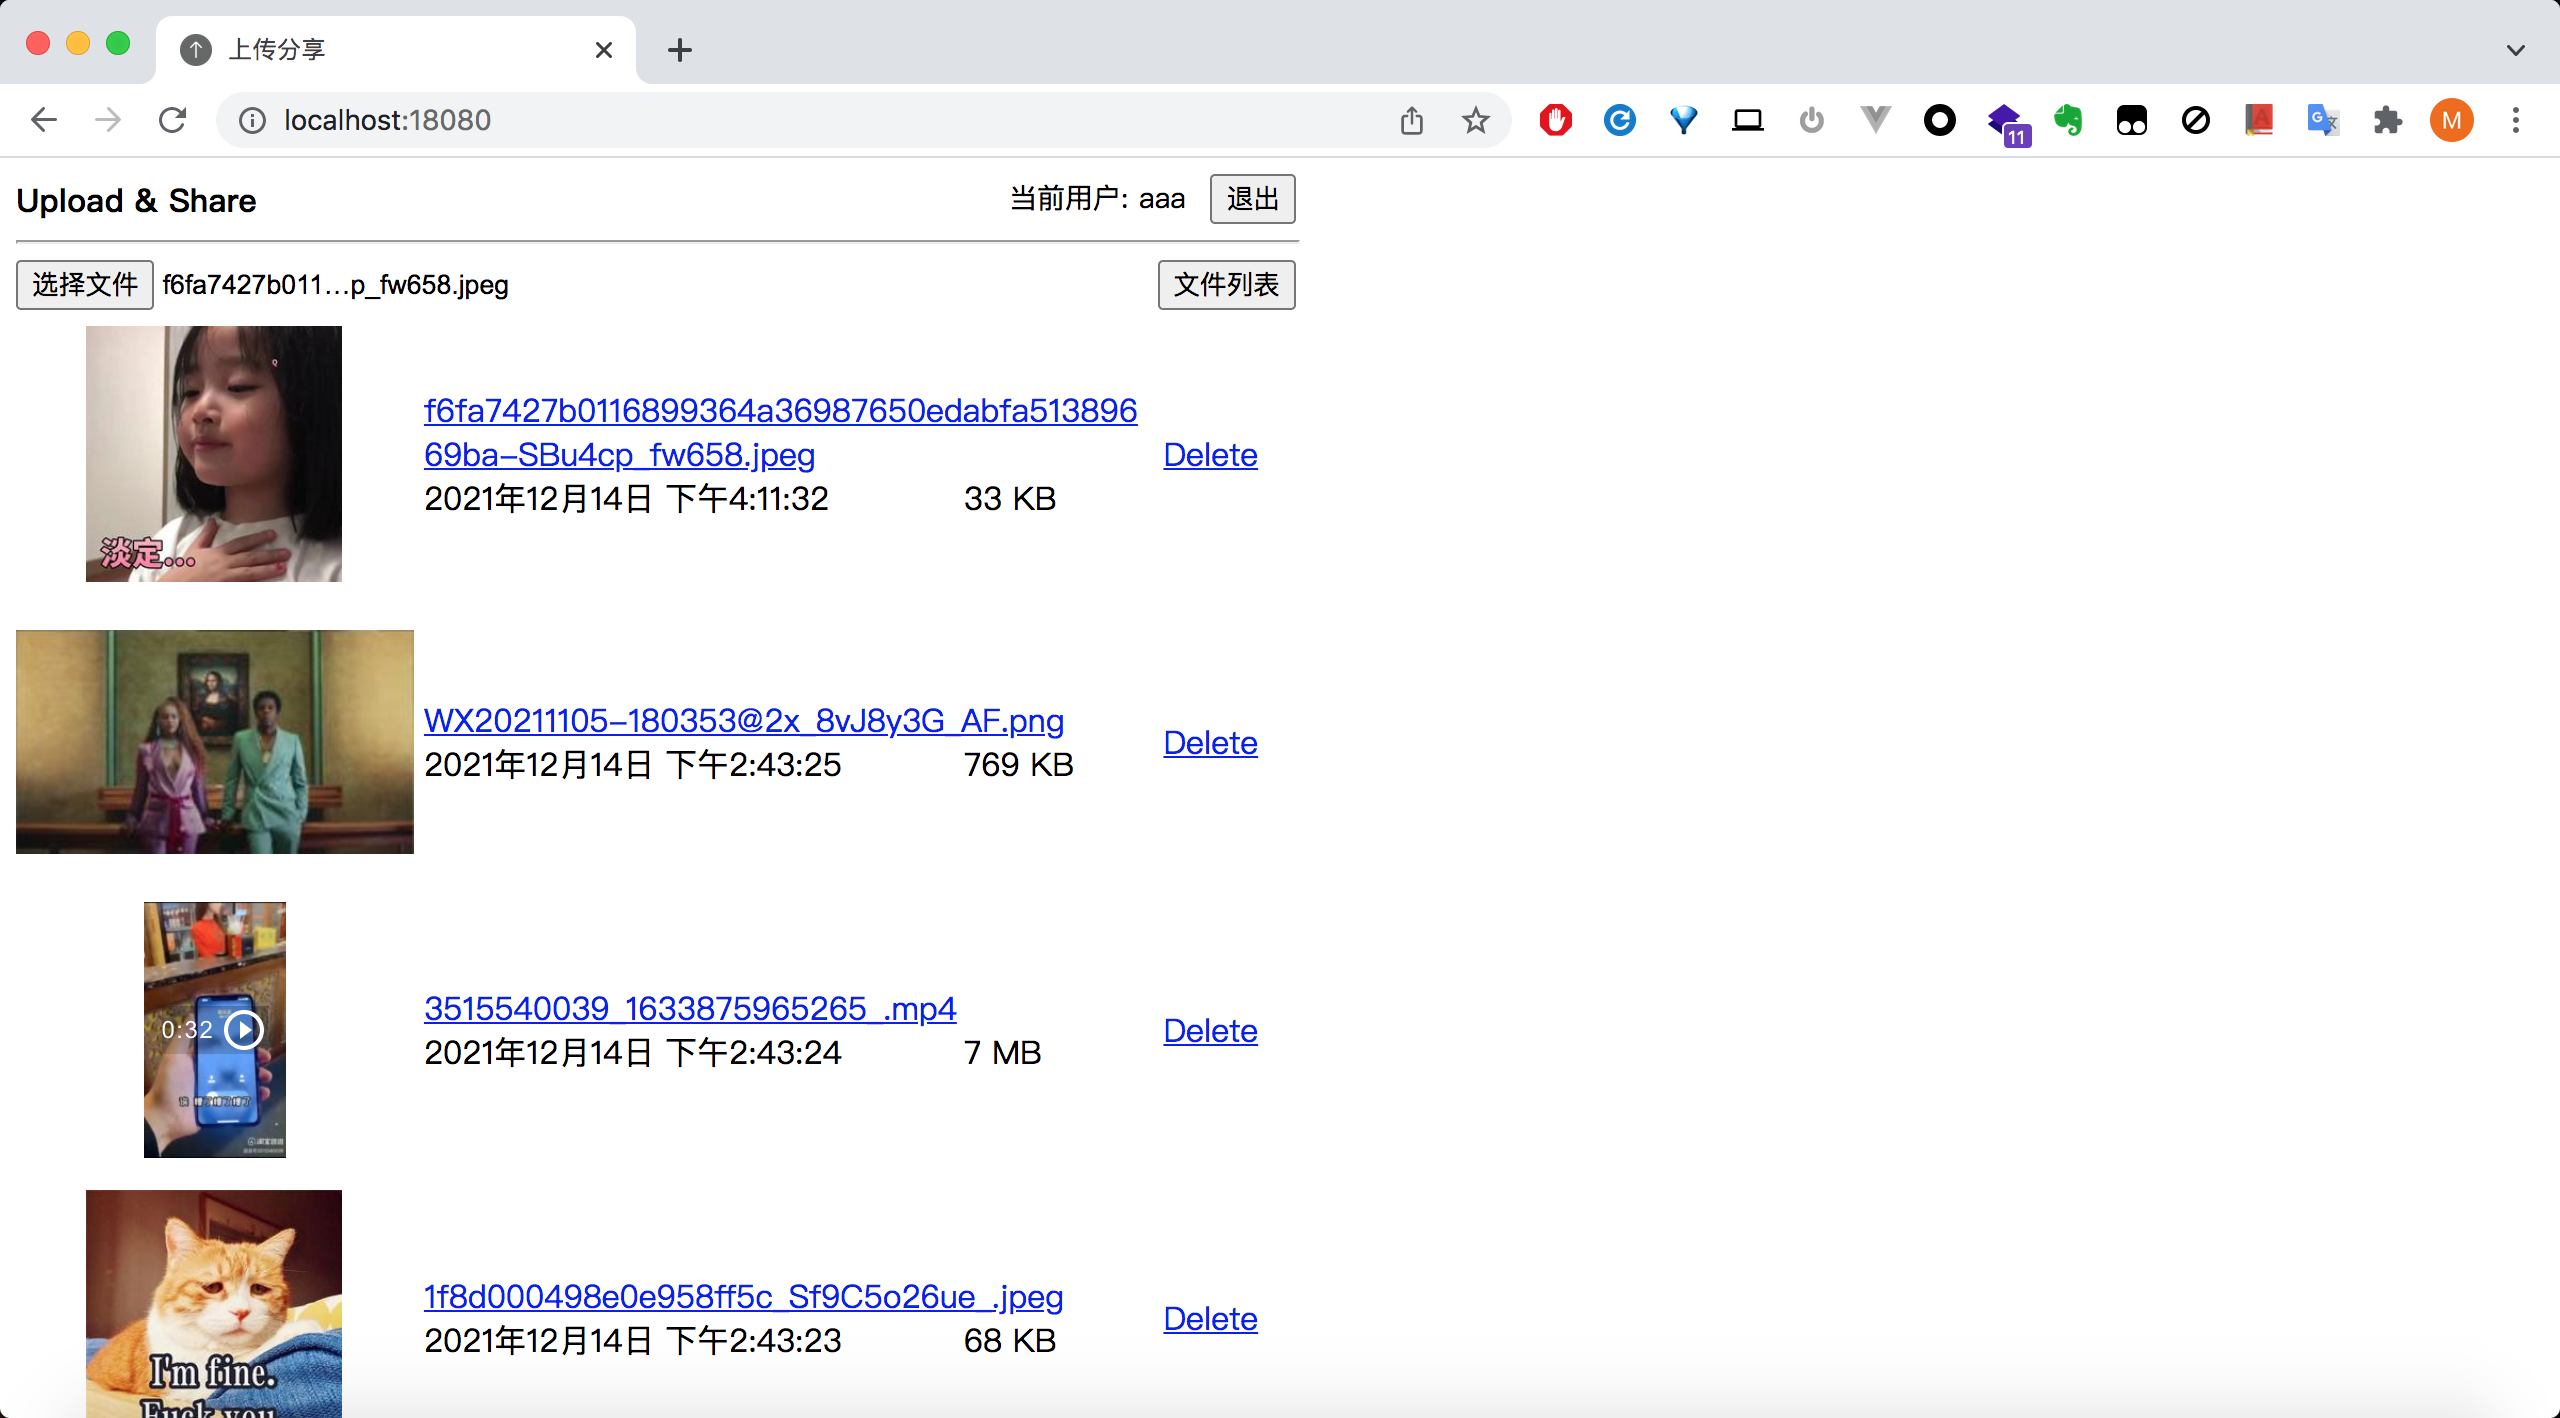 上传分享
localhost:18080
11
M
Upload & Share
当前用户: aaa
退出
选择文件 f6fa7427b011...p_fw658.jpeg
文件列表
淡定...
f6fa7427b0116899364a36987650edabfa513896
69ba-SBu4cp_fw658.jpeg
2021年12月14日 下午4:11:32
33 KB
Delete
WX20211105-180353@2x_8vJ8y3G_AF.png
2021年12月14日 下午2:43:25
769 KB
Delete
0:32
3515540039_1633875965265_.mp4
2021年12月14日 下午2:43:24
7 MB
Delete
I'm fine.
Fuck you
1f8d000498e0e958ff5c_Sf9C5o26ue_.jpeg
2021年12月14日 下午2:43:23
68 KB
Delete